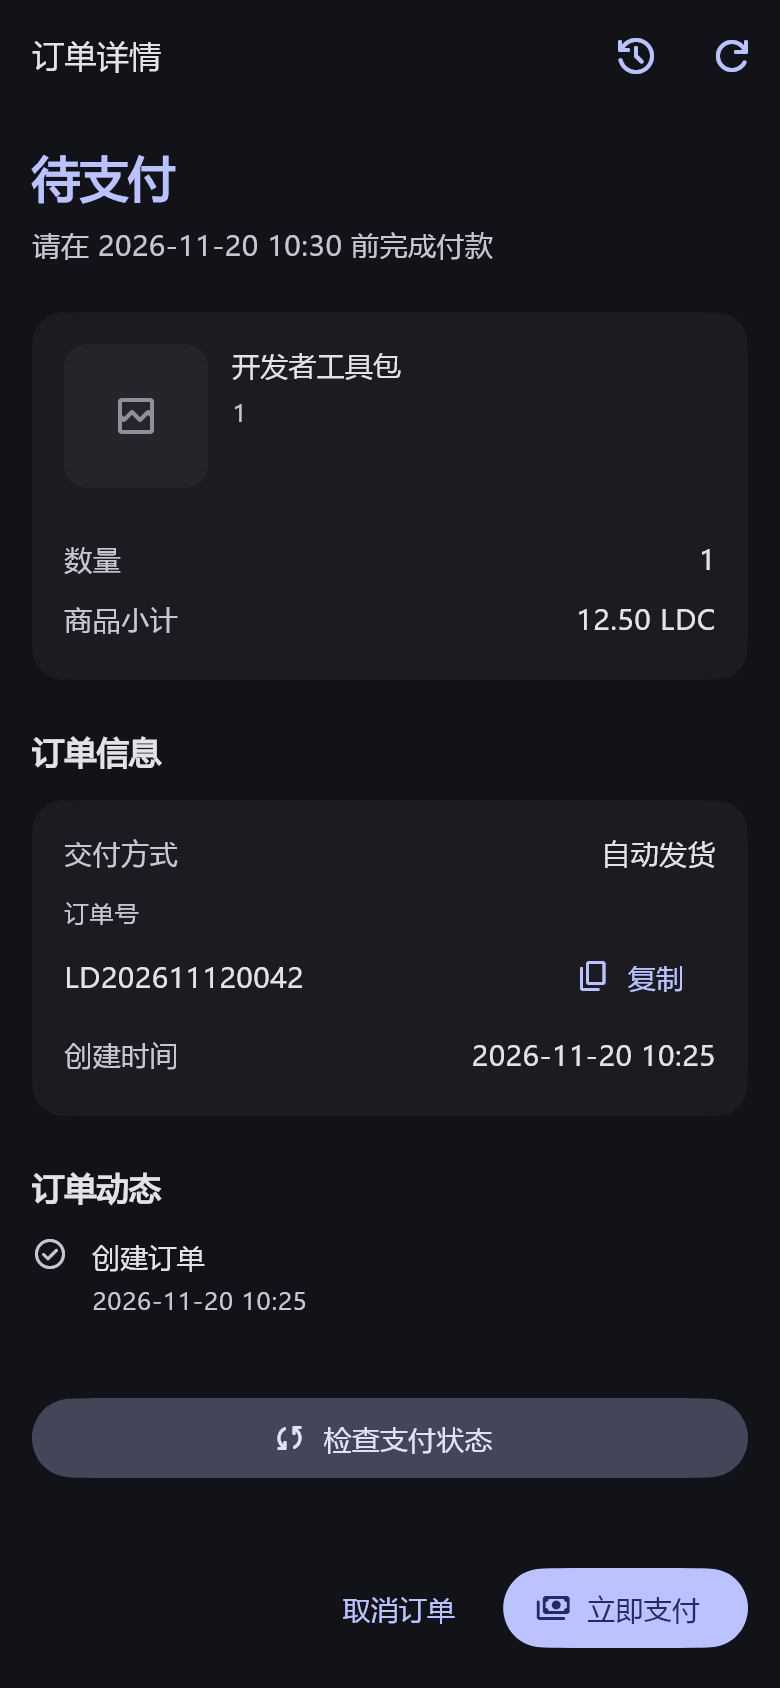 订单详情
待支付
请在 2026-11-20 10:30 前完成付款
开发者工具包
1
数量 1
商品小计 12.50 LDC
订单信息
交付方式 自动发货
订单号
LD202611120042 复制
创建时间 2026-11-20 10:25
订单动态
创建订单
2026-11-20 10:25
检查支付状态
取消订单 立即支付